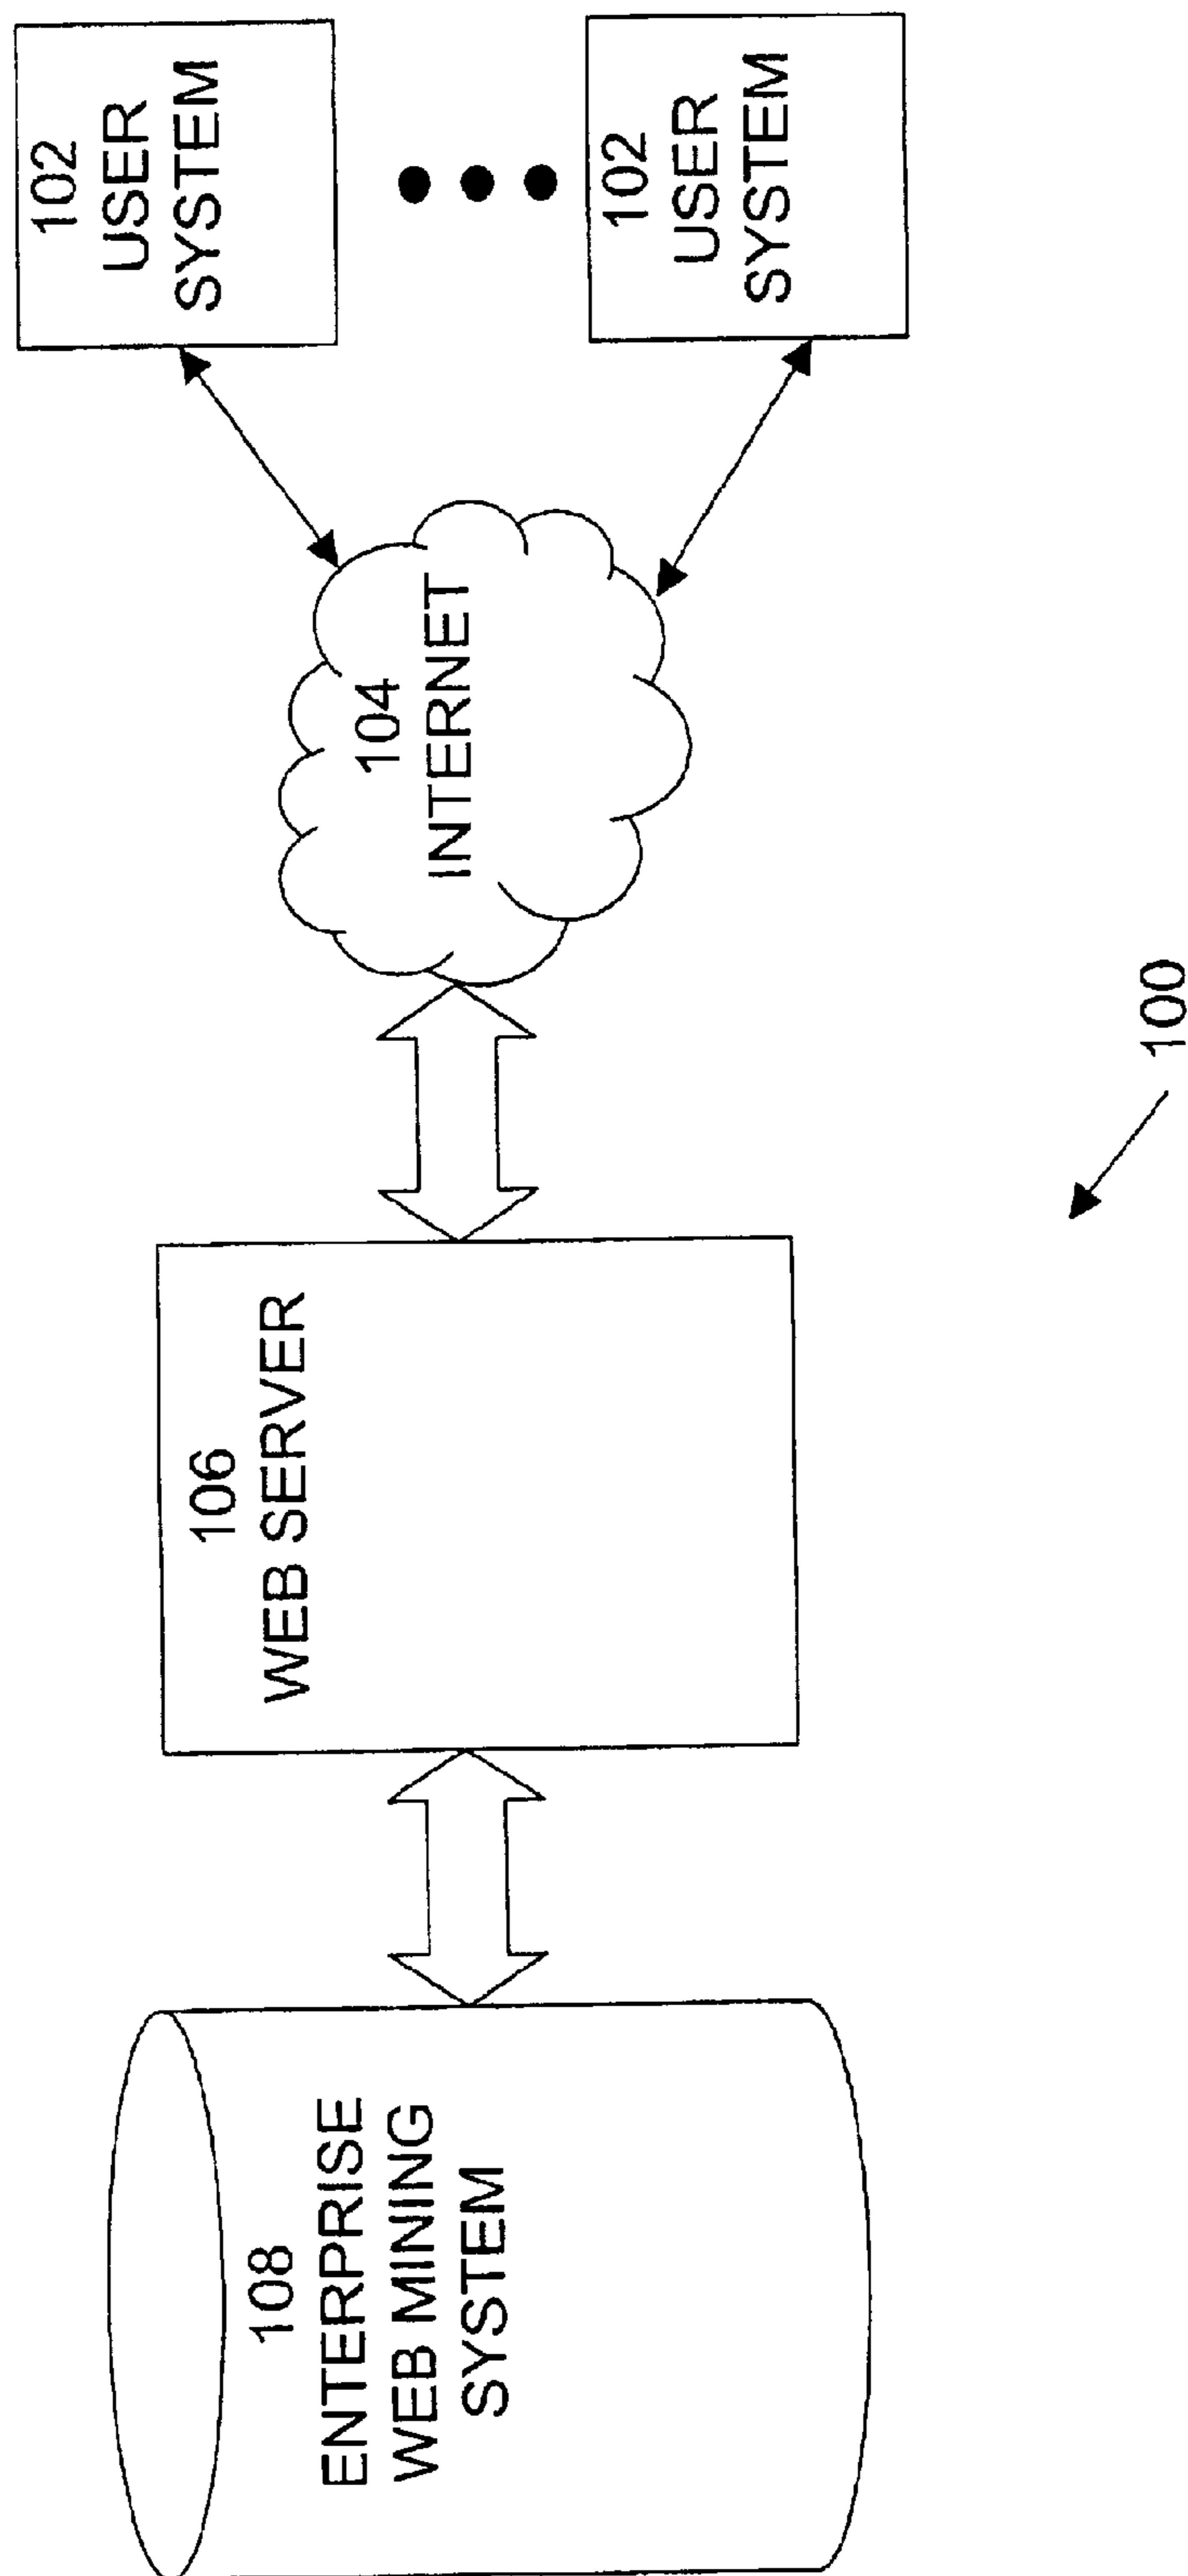 108
ENTERPRISE
WEB MINING
SYSTEM
106
WEB SERVER
104
INTERNET
102
USER
SYSTEM
102
USER
SYSTEM
100